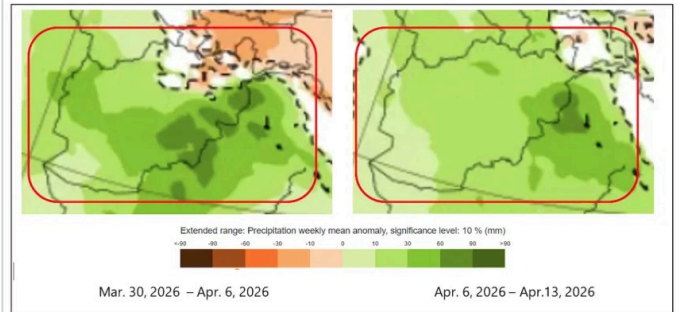 Extended range: Precipitation weekly mean anomaly, significance level: 10 % (mm)
<-90 -90 -60 -30 -10 0 10 30 60 90 >90
Mar. 30, 2026 – Apr. 6, 2026
Apr. 6, 2026 – Apr.13, 2026